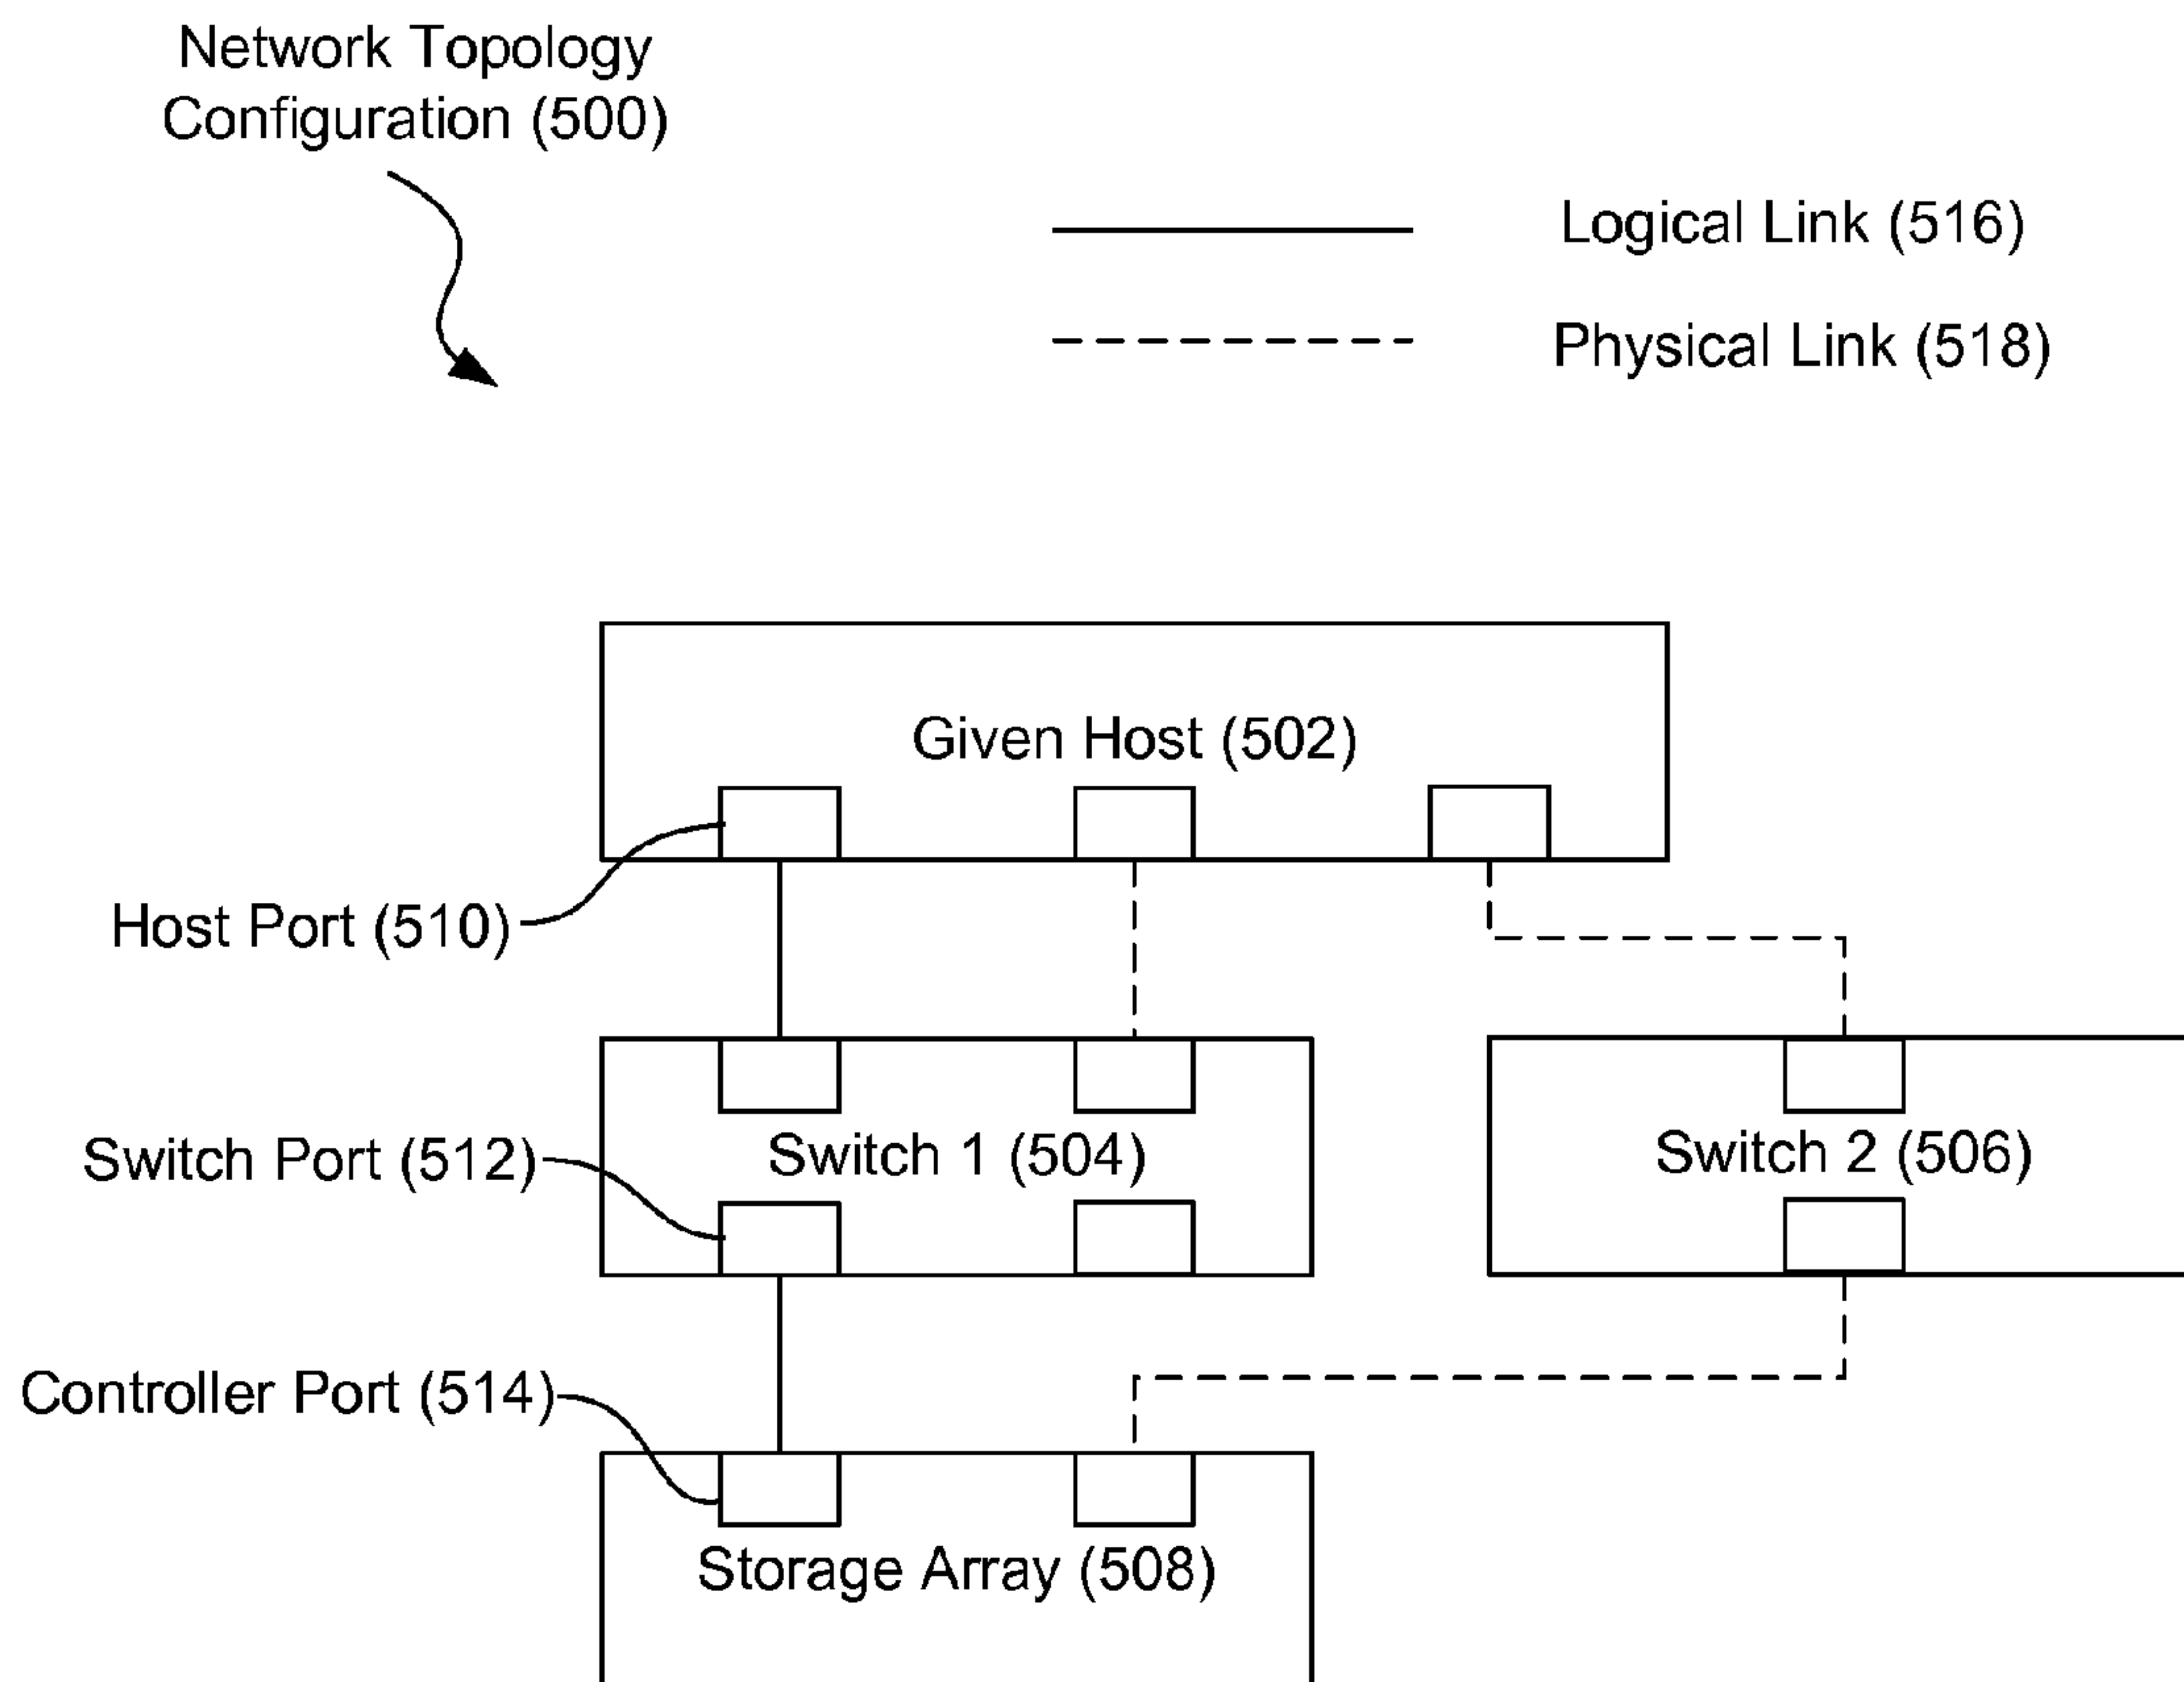 Network Topology
Configuration (500)
Logical Link (516)
Physical Link (518)
Given Host (502)
Host Port (510)
Switch Port (512)
Switch 1 (504)
Switch 2 (506)
Controller Port (514)
Storage Array (508)